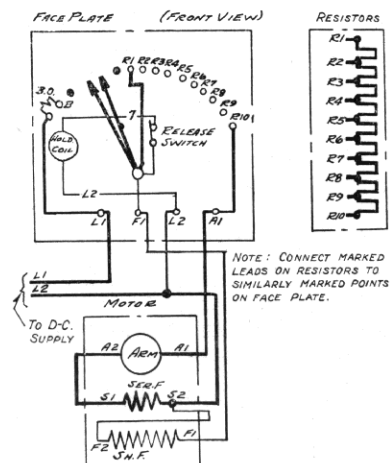 FACE PLATE (FRONT VIEW)
RESISTORS
R1 R2 R3 R4 R5 R6 R7 R8 R9 R10
B.O.
B
7
HOLD COIL
RELEASE SWITCH
L2
L1 F1 L2 A1
R1
R2
R3
R4
R5
R6
R7
R8
R9
R10
NOTE: CONNECT MARKED
LEADS ON RESISTORS TO
SIMILARLY MARKED POINTS
ON FACE PLATE.
L1
L2
TO D-C.
SUPPLY
MOTOR
A2 ARM A1
SER.F
S1 S2
F2 F1
SH.F.